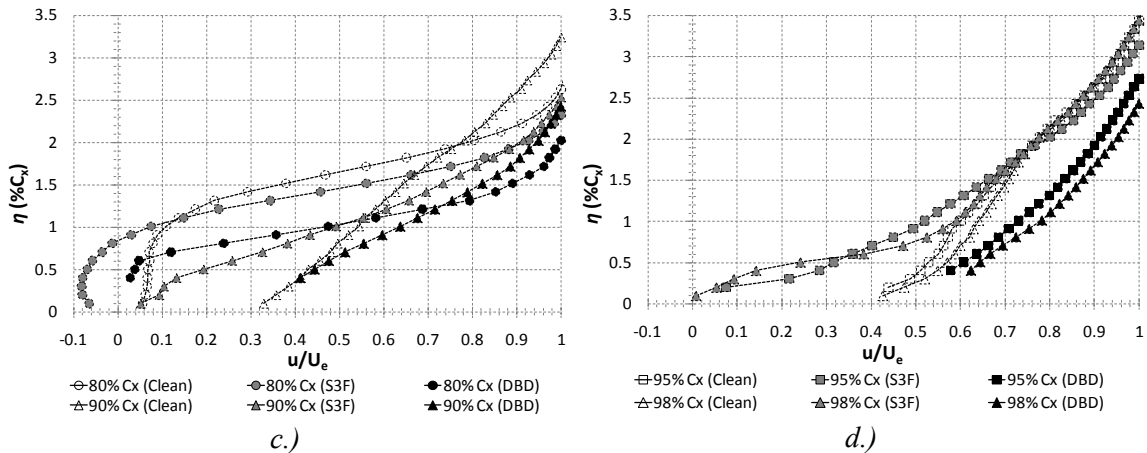 3.5
3
2.5
2
1.5
1
0.5
0
-0.1 0 0.1 0.2 0.3 0.4 0.5 0.6 0.7 0.8 0.9 1
η (%Cx)
u/Ue
80% Cx (Clean) 80% Cx (S3F) 80% Cx (DBD)
90% Cx (Clean) 90% Cx (S3F) 90% Cx (DBD)
c.)
3.5
3
2.5
2
1.5
1
0.5
0
-0.1 0 0.1 0.2 0.3 0.4 0.5 0.6 0.7 0.8 0.9 1
η (%Cx)
u/Ue
95% Cx (Clean) 95% Cx (S3F) 95% Cx (DBD)
98% Cx (Clean) 98% Cx (S3F) 98% Cx (DBD)
d.)